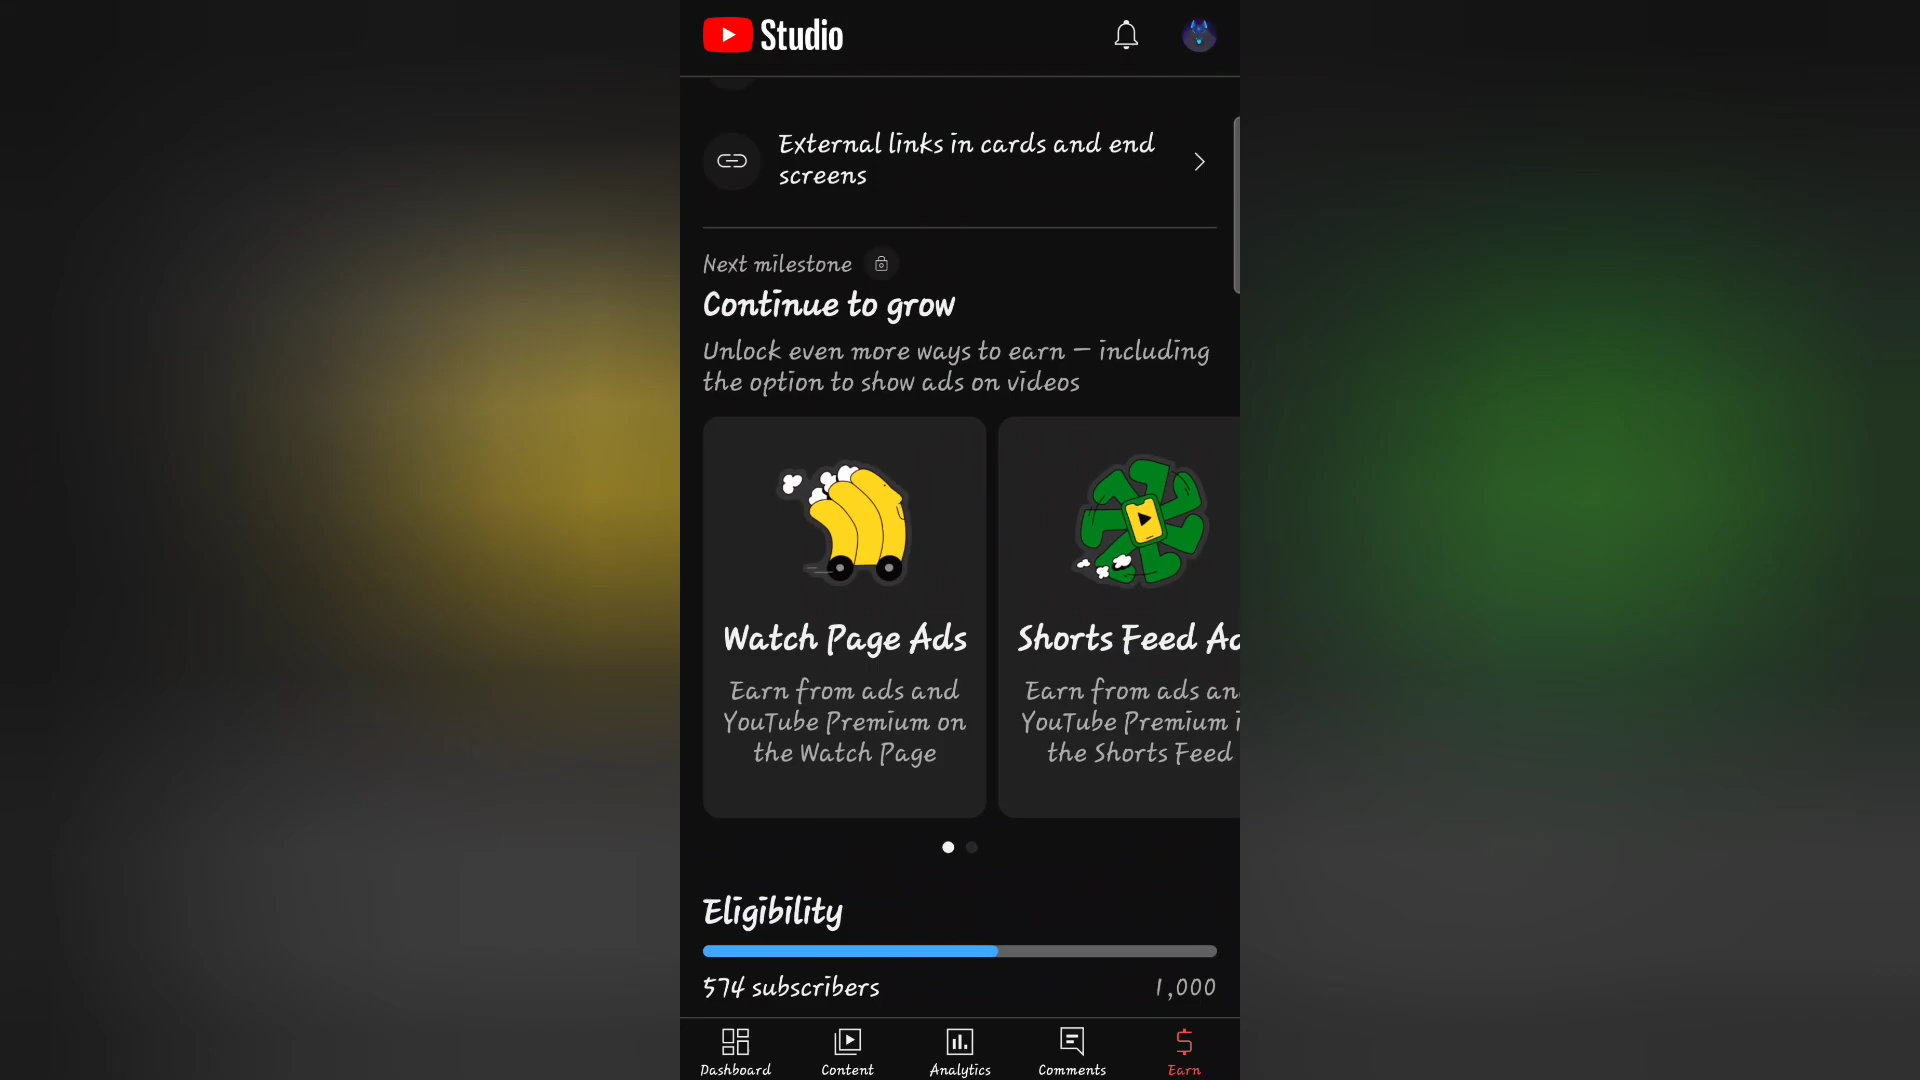 Studio
External links in cards and end
screens
Next milestone
Continue to grow
Unlock even more ways to earn — including
the option to show ads on videos
Watch Page Ads
Earn from ads and
YouTube Premium on
the Watch Page
Shorts Feed
Earn from ads
YouTube Premium
the Shorts Feed
Eligibility
574 subscribers
1,000
Dashboard
Content
Analytics
Comments
Earn